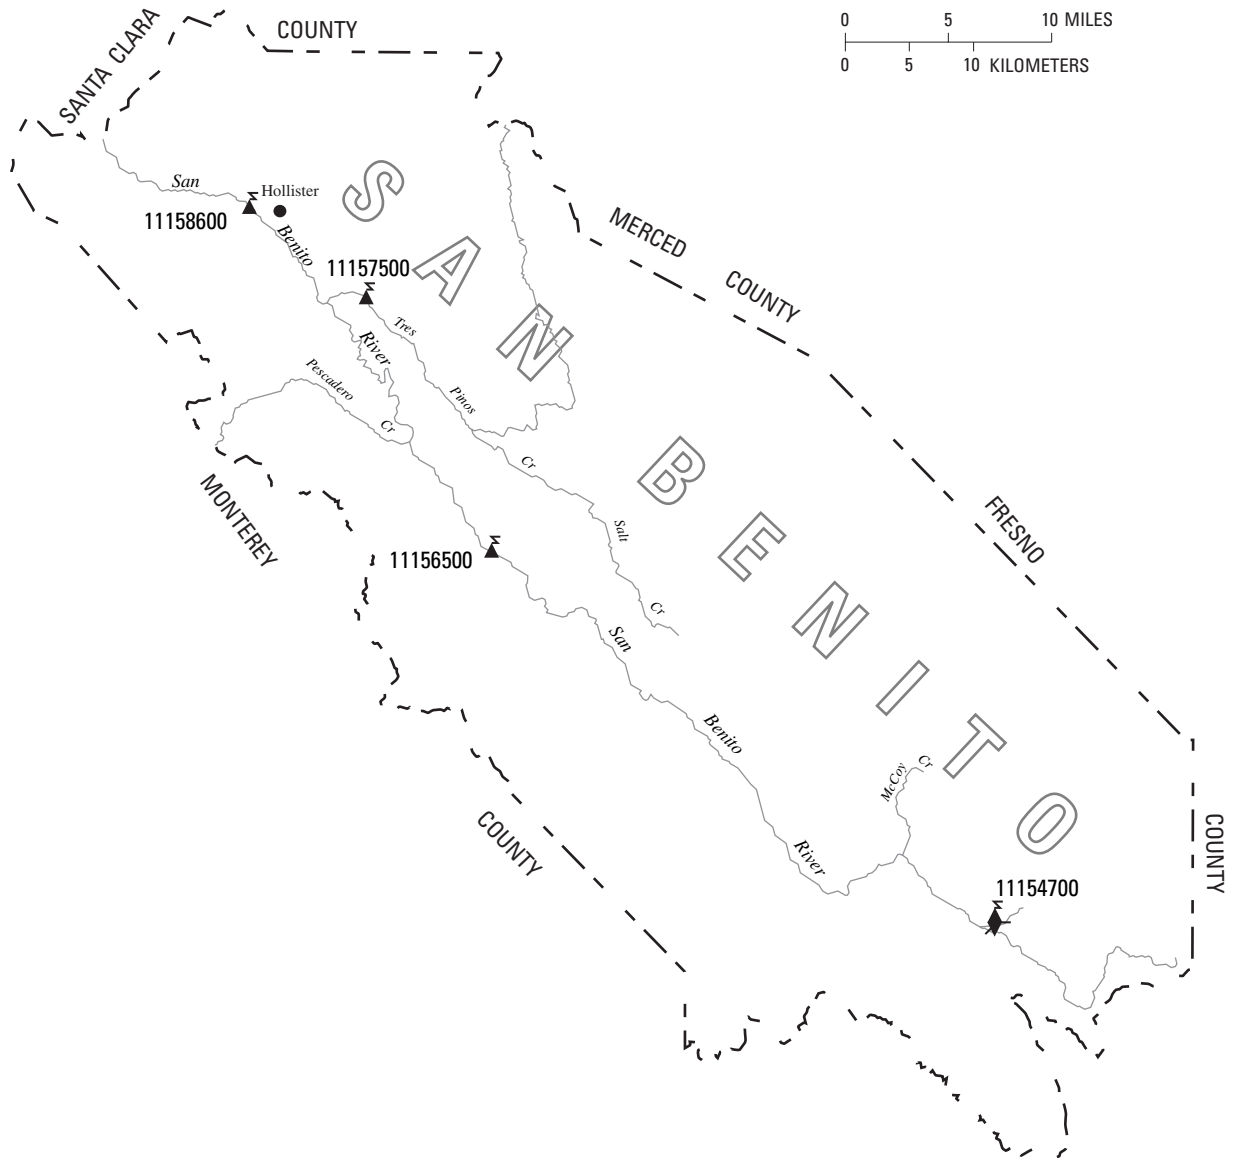 0 5 10 MILES
0 5 10 KILOMETERS
SANTA CLARA
COUNTY
San
Hollister
11158600
Benito
11157500
MERCED
COUNTY
Tres
River
Pescadero
Pinos
Cr
Cr
MONTEREY
FRESNO
Salt
11156500
Cr
San
Benito
McCoy
Cr
COUNTY
River
COUNTY
11154700
SAN BENITO